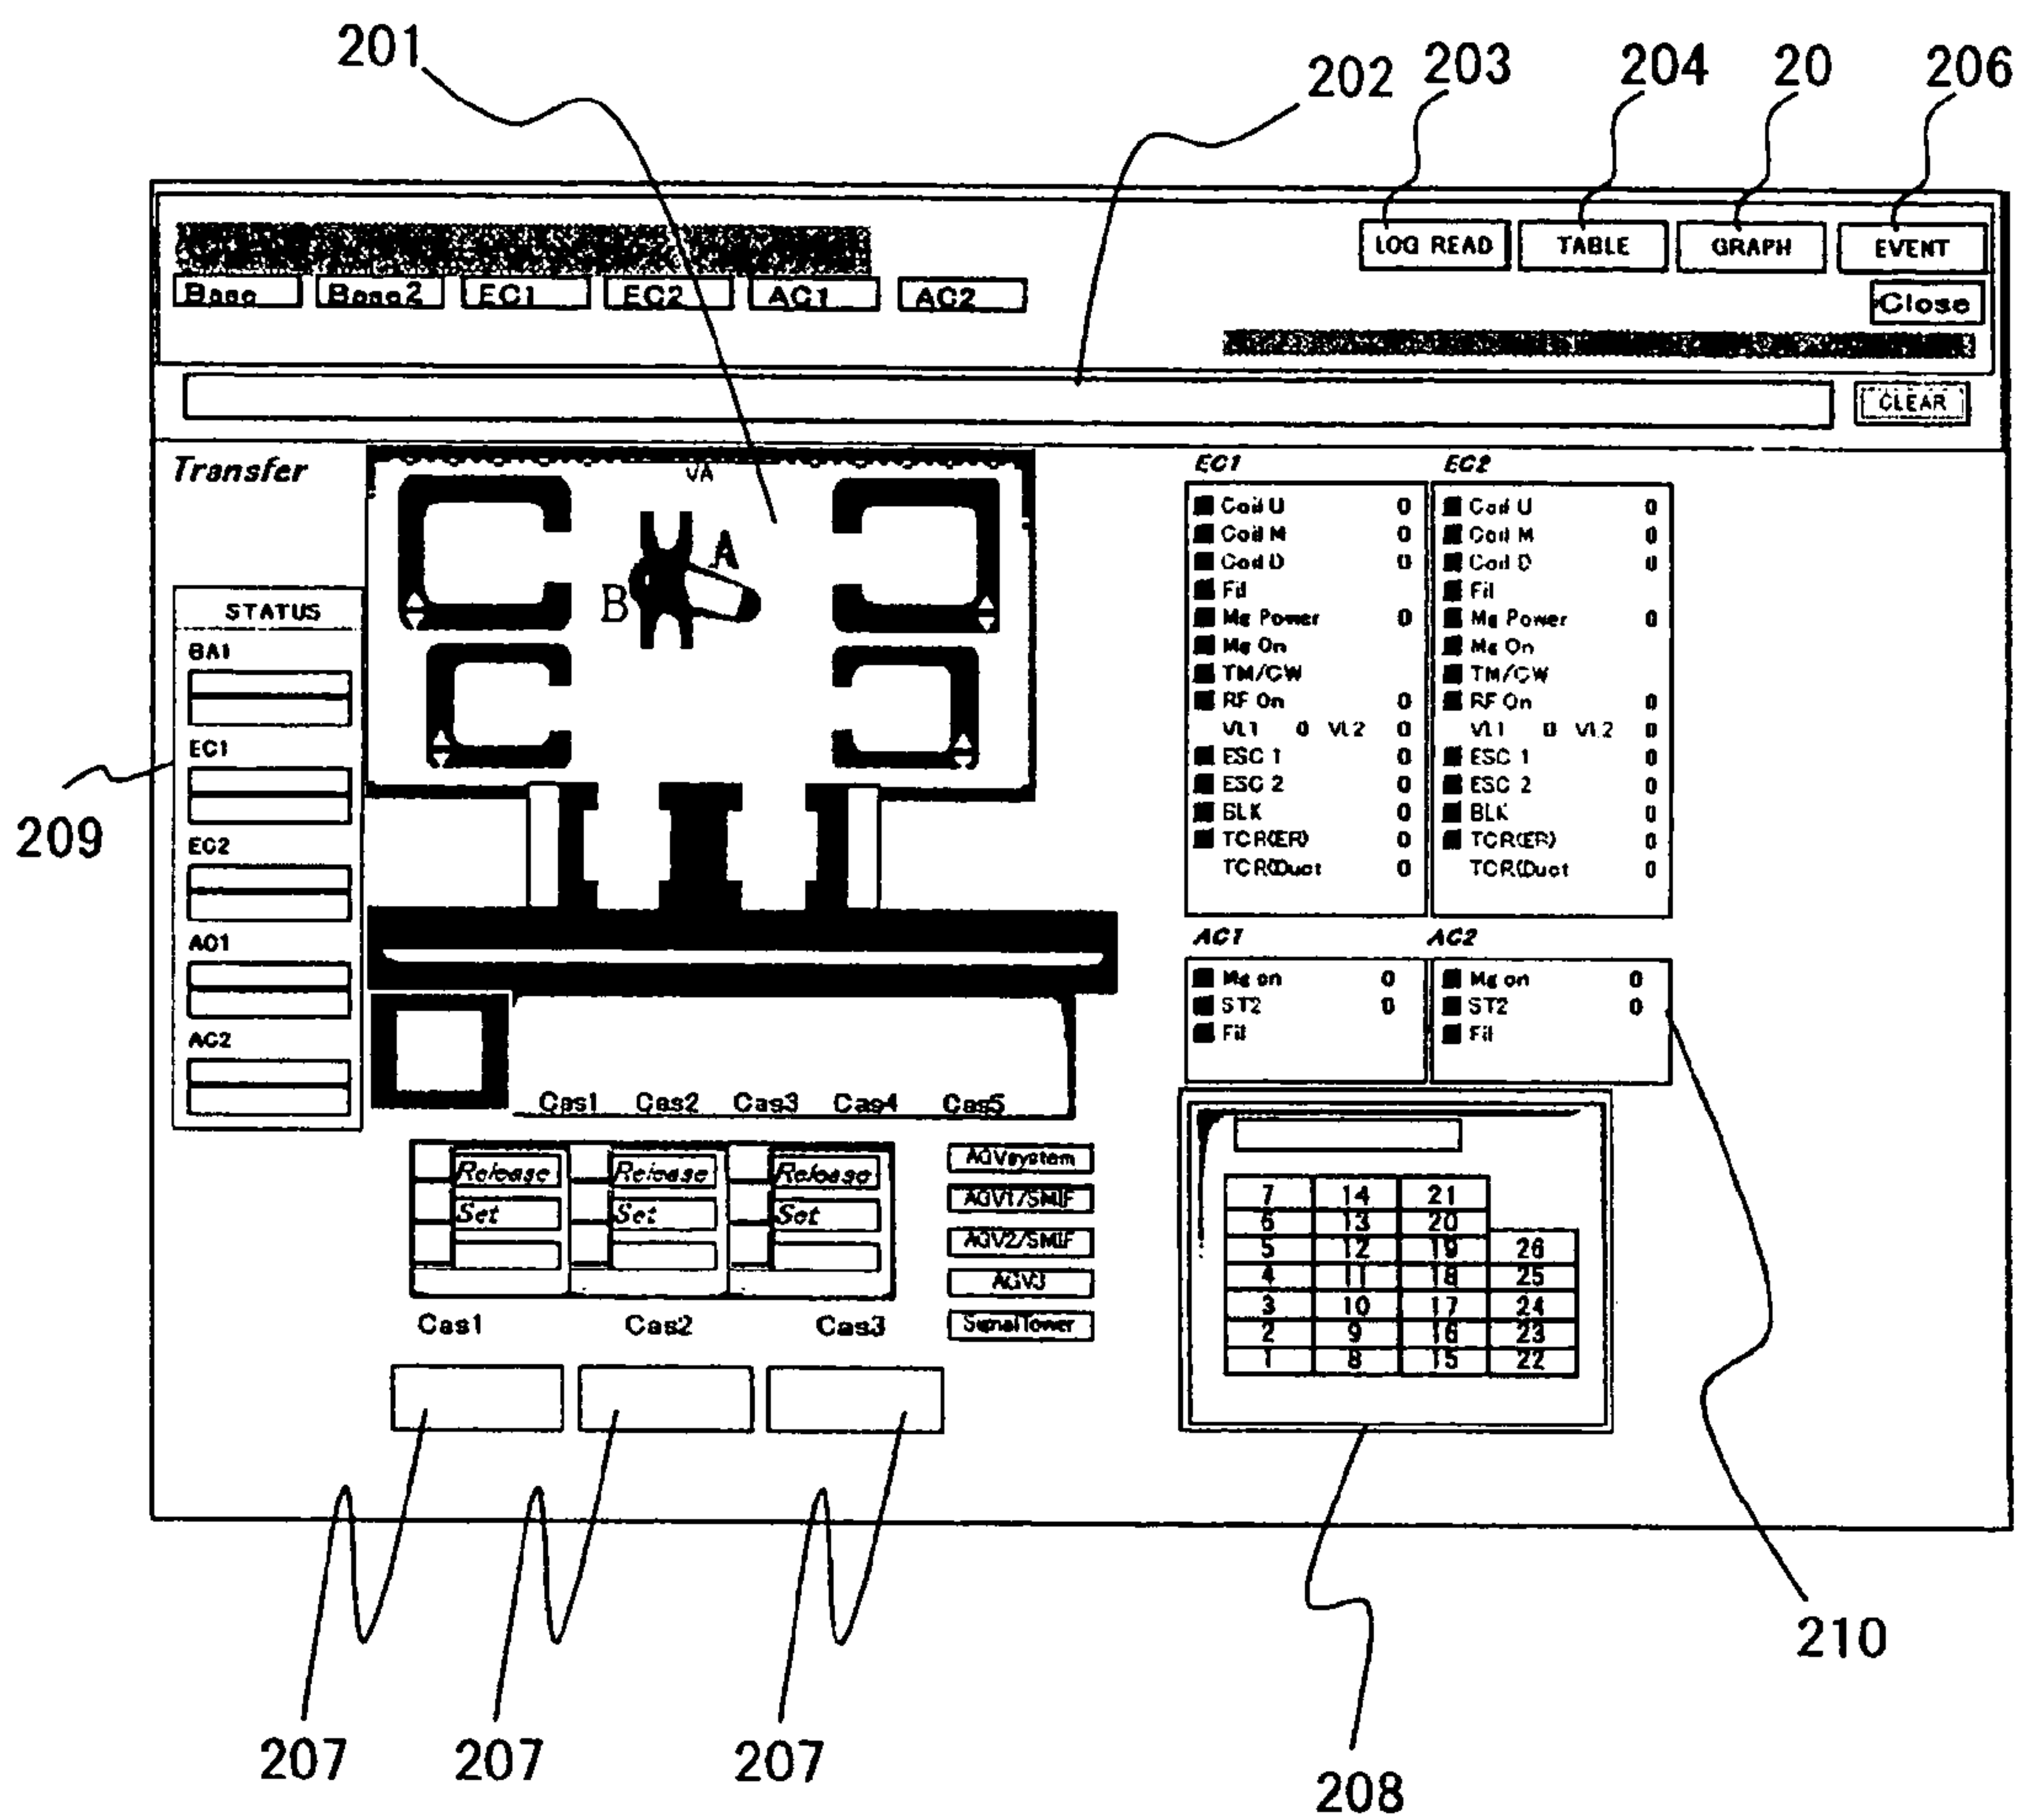 201
202 203 204 20 206
LOG READ TABLE GRAPH EVENT
Base Base2 EC1 EC2 AC1 AC2
Close
CLEAR
Transfer
VA
A
B
STATUS
BA1
EC1
EC2
AC1
AC2
209
EC1 EC2
Coil U 0 Coil U 0
Coil M 0 Coil M 0
Coil D 0 Coil D 0
Fil Fil
Mg Power 0 Mg Power 0
Mg On Mg On
TM/CW TM/CW
RF On 0 RF On 0
VL1 0 VL2 0 VL1 0 VL2 0
ESC 1 0 ESC 1 0
ESC 2 0 ESC 2 0
BLK 0 BLK 0
TCR(ER) 0 TCR(ER) 0
TCR(Duct 0 TCR(Duct 0
AC1 AC2
Mg on 0 Mg on 0
ST2 0 ST2 0
Fil Fil
Cas1 Cas2 Cas3 Cas4 Cas5
Release Release Release
Set Set Set
Cas1 Cas2 Cas3
AGVsystem
AGV1/SMIF
AGV2/SMIF
AGV3
SignalTower
7 14 21
6 13 20
5 12 19 26
4 11 18 25
3 10 17 24
2 9 16 23
1 8 15 22
210
207 207 207
208